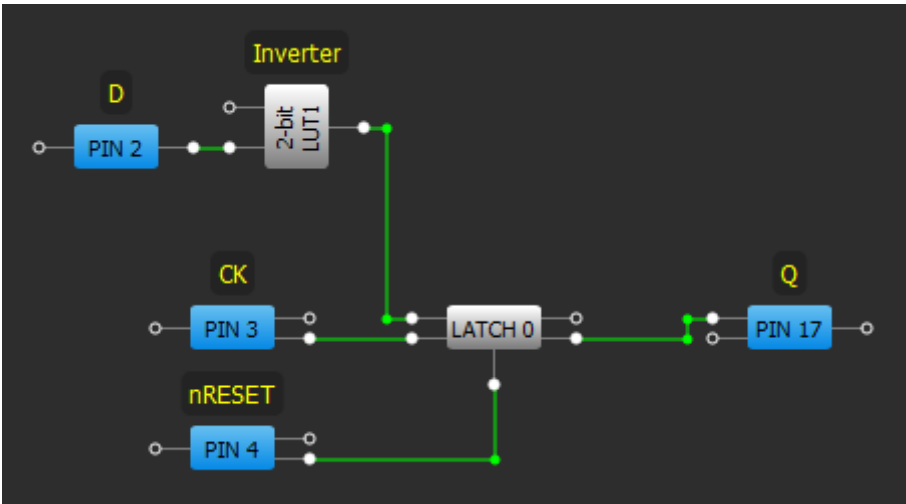 Inverter
D
2-bit
LUT1
PIN 2
CK
Q
PIN 3
LATCH 0
PIN 17
nRESET
PIN 4